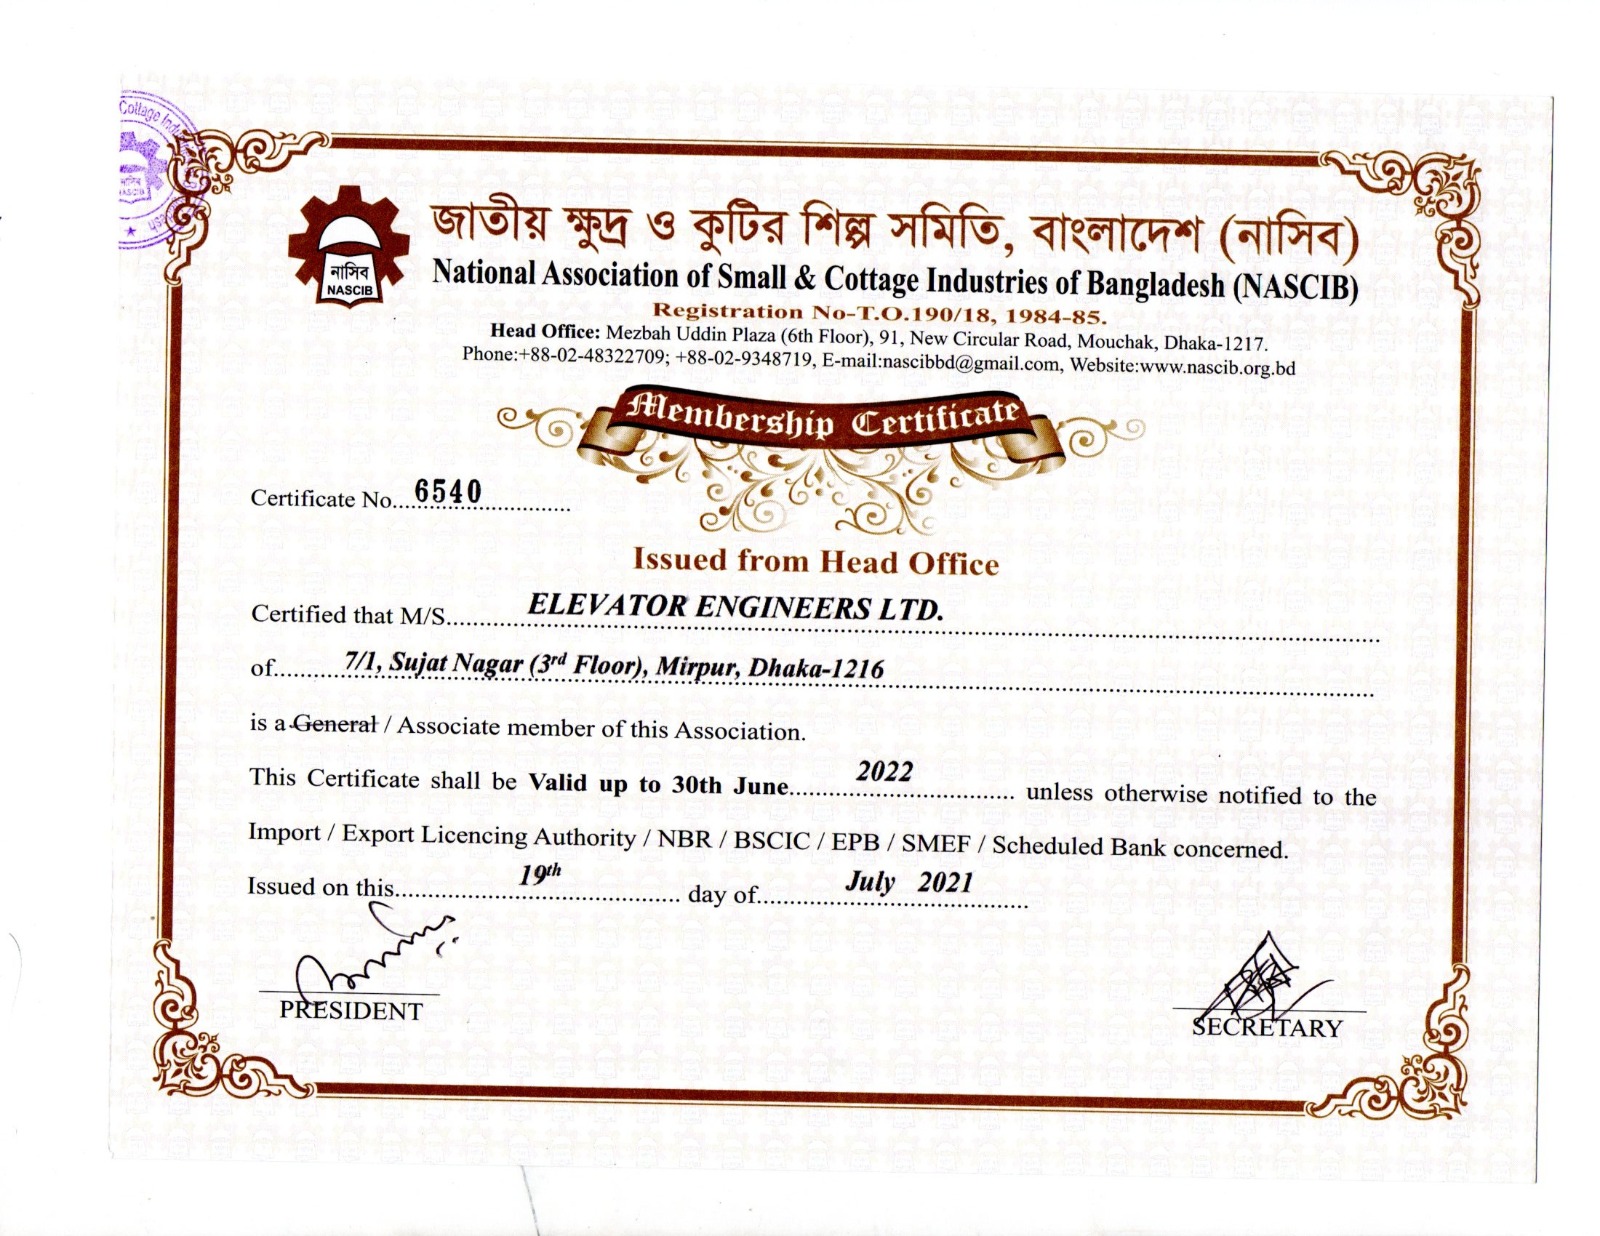 Cottage Indus
নাসিব
NASCIB
জাতীয় ক্ষুদ্র ও কুটির শিল্প সমিতি, বাংলাদেশ (নাসিব)
নাসিব
NASCIB
National Association of Small & Cottage Industries of Bangladesh (NASCIB)
Registration No-T.O.190/18, 1984-85.
Head Office: Mezbah Uddin Plaza (6th Floor), 91, New Circular Road, Mouchak, Dhaka-1217.
Phone:+88-02-48322709; +88-02-9348719, E-mail:nascibbd@gmail.com, Website:www.nascib.org.bd
Membership Certificate
Certificate No....6540..............
Issued from Head Office
Certified that M/S.......ELEVATOR ENGINEERS LTD.
of..........7/1, Sujat Nagar (3rd Floor), Mirpur, Dhaka-1216
is a General / Associate member of this Association.
This Certificate shall be Valid up to 30th June..........2022.......... unless otherwise notified to the
Import / Export Licencing Authority / NBR / BSCIC / EPB / SMEF / Scheduled Bank concerned.
Issued on this..........19th.......... day of..........July 2021..........
PRESIDENT
SECRETARY